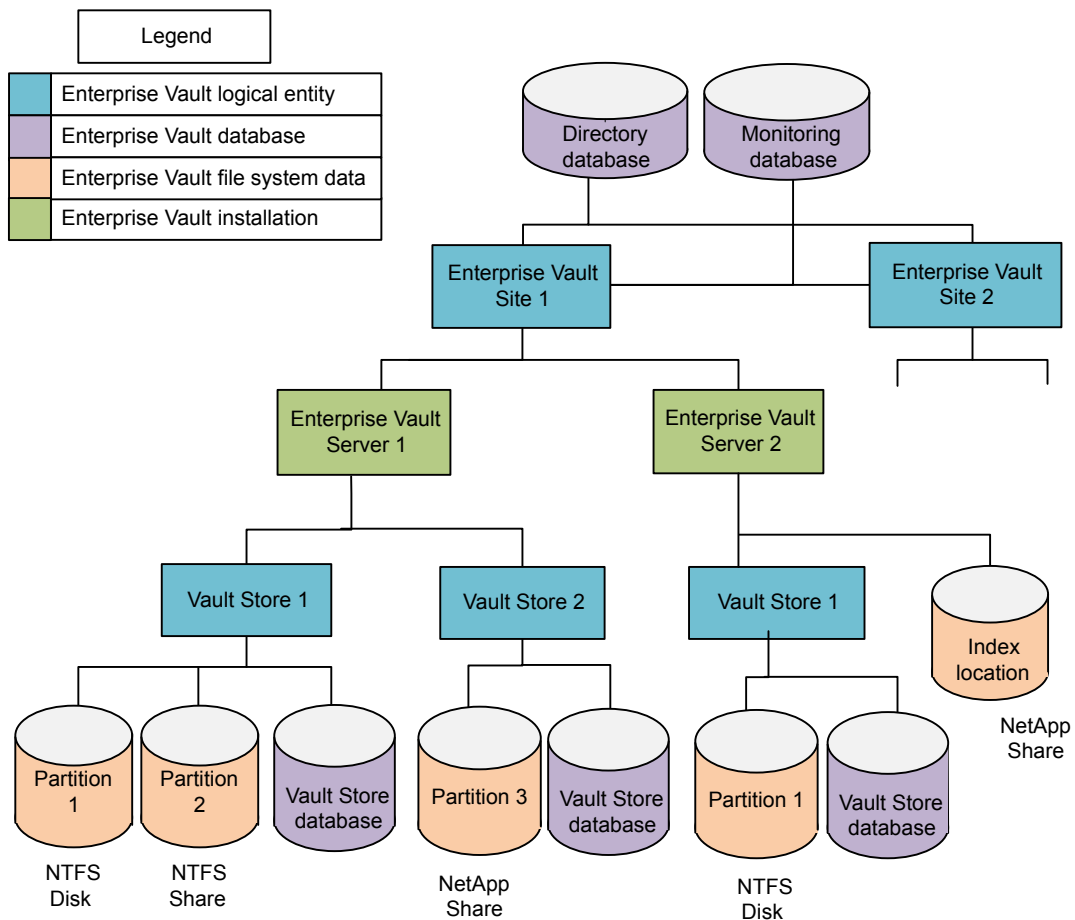 Legend
Enterprise Vault logical entity
Enterprise Vault database
Enterprise Vault file system data
Enterprise Vault installation
Directory
database
Monitoring
database
Enterprise Vault
Site 1
Enterprise Vault
Site 2
Enterprise Vault
Server 1
Enterprise Vault
Server 2
Vault Store 1
Vault Store 2
Vault Store 1
Index
location
NetApp
Share
Partition
1
Partition
2
Vault Store
database
Partition 3
Vault Store
database
Partition 1
Vault Store
database
NTFS
Disk
NTFS
Share
NetApp
Share
NTFS
Disk